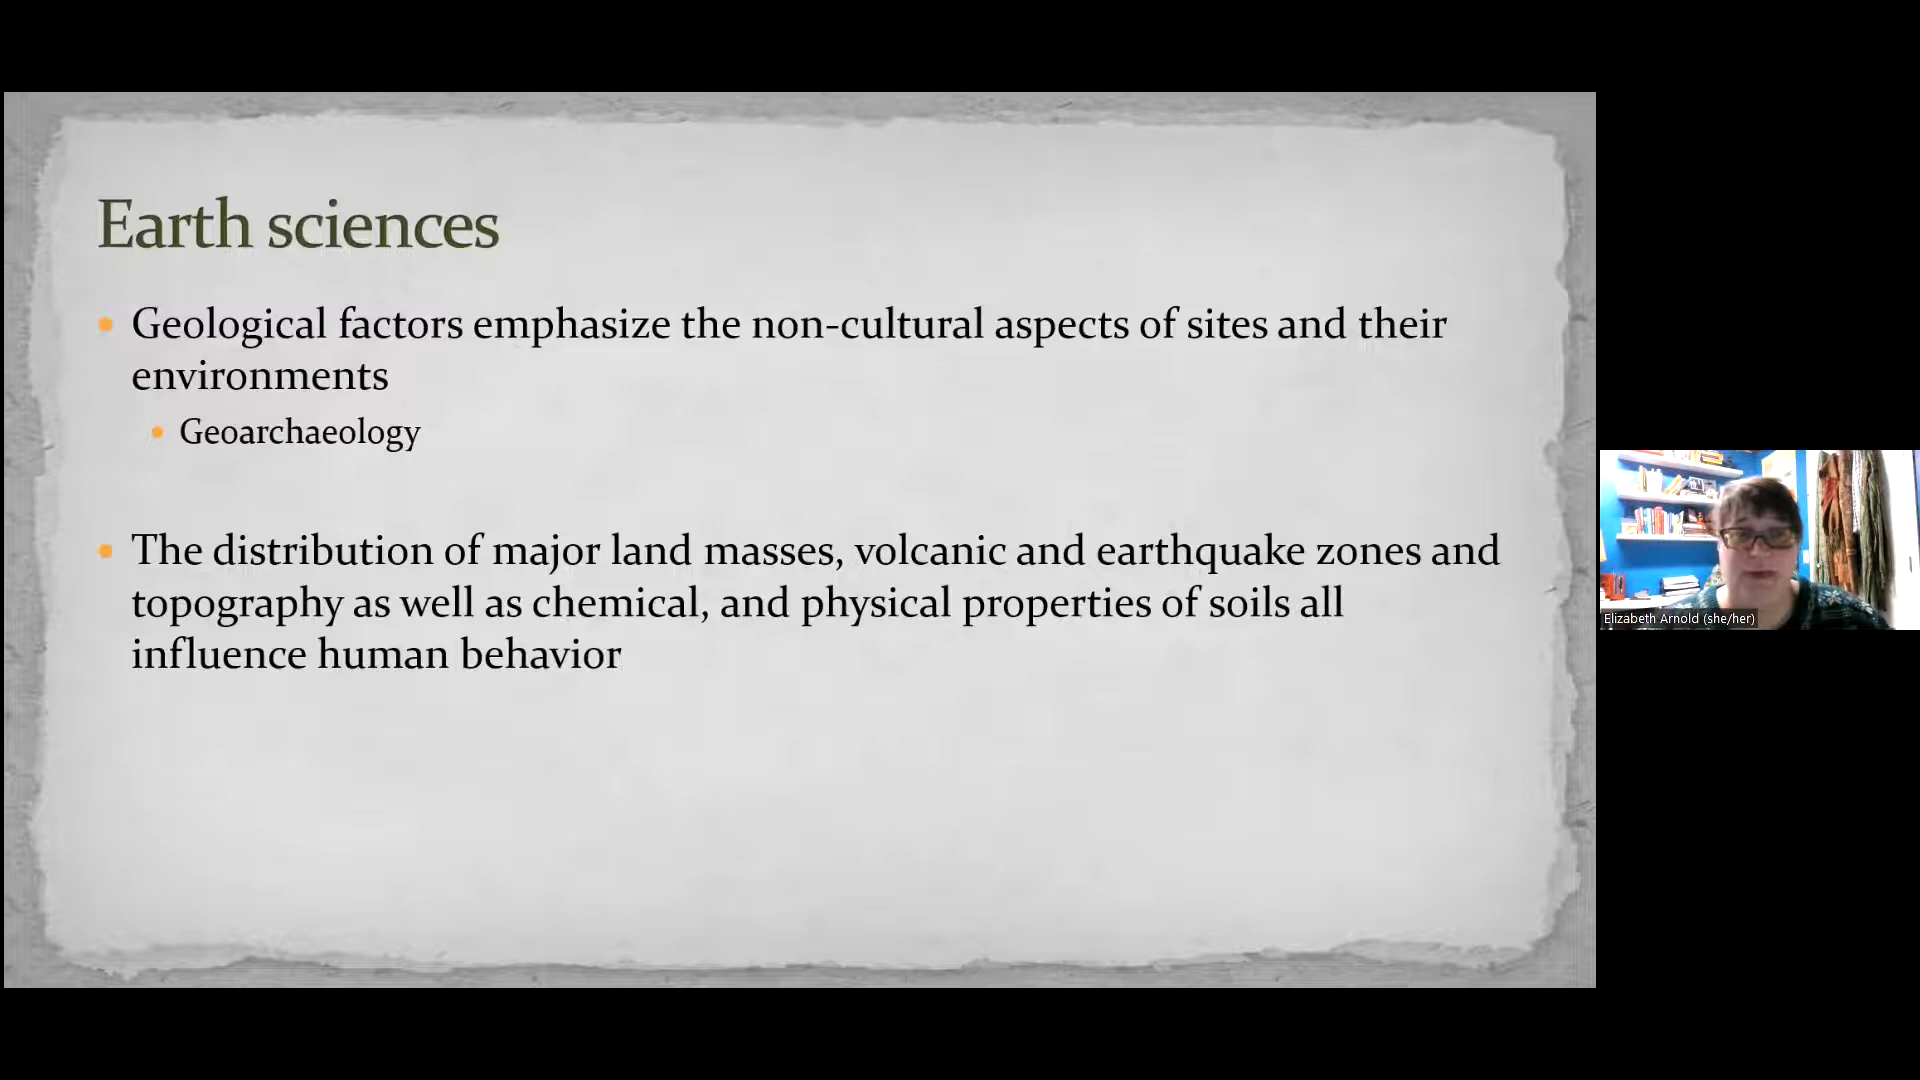 Earth sciences
Geological factors emphasize the non-cultural aspects of sites and their
environments
Geoarchaeology
The distribution of major land masses, volcanic and earthquake zones and
topography as well as chemical, and physical properties of soils all
influence human behavior
Elizabeth Arnold (she/her)